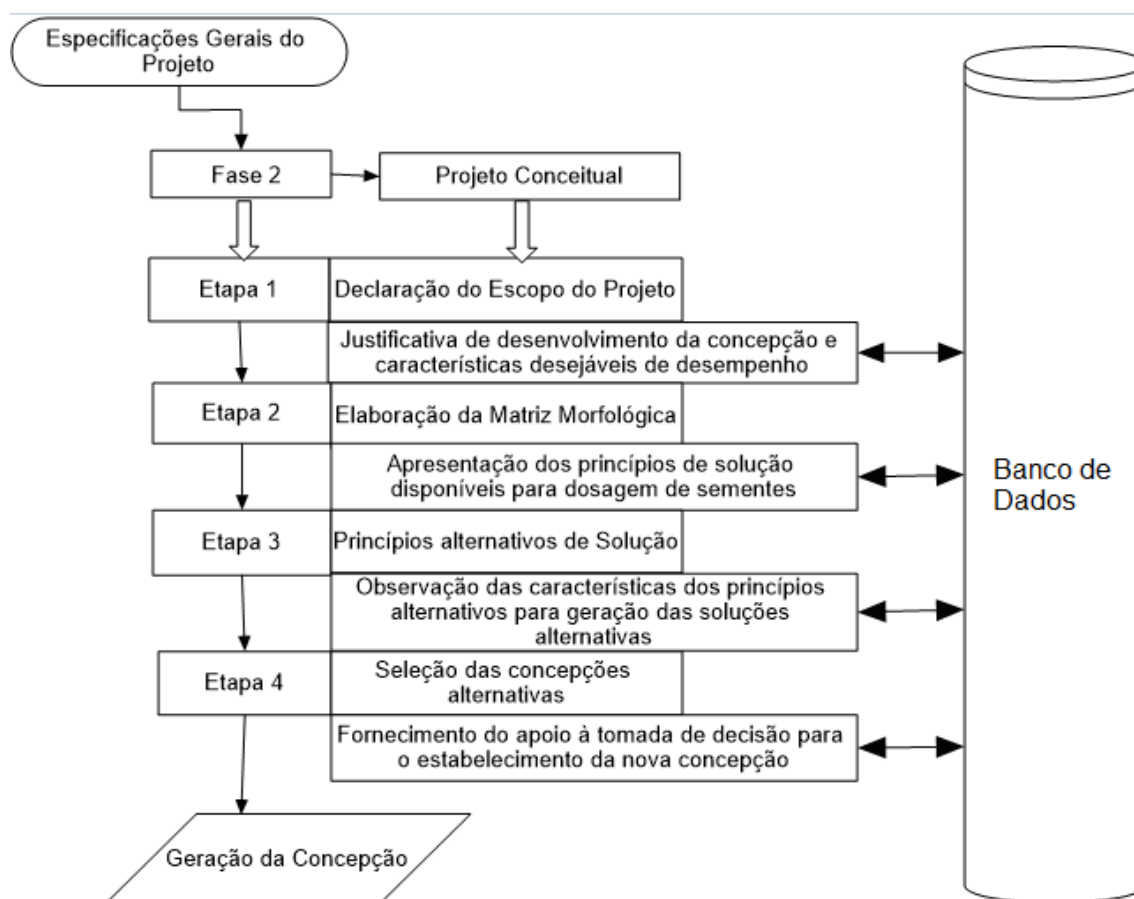 Especificações Gerais do
Projeto
Fase 2
Projeto Conceitual
Etapa 1
Declaração do Escopo do Projeto
Justificativa de desenvolvimento da concepção e
características desejáveis de desempenho
Etapa 2
Elaboração da Matriz Morfológica
Apresentação dos princípios de solução
disponíveis para dosagem de sementes
Etapa 3
Princípios alternativos de Solução
Observação das características dos princípios
alternativos para geração das soluções
alternativas
Etapa 4
Seleção das concepções
alternativas
Fornecimento do apoio à tomada de decisão para
o estabelecimento da nova concepção
Geração da Concepção
Banco de
Dados